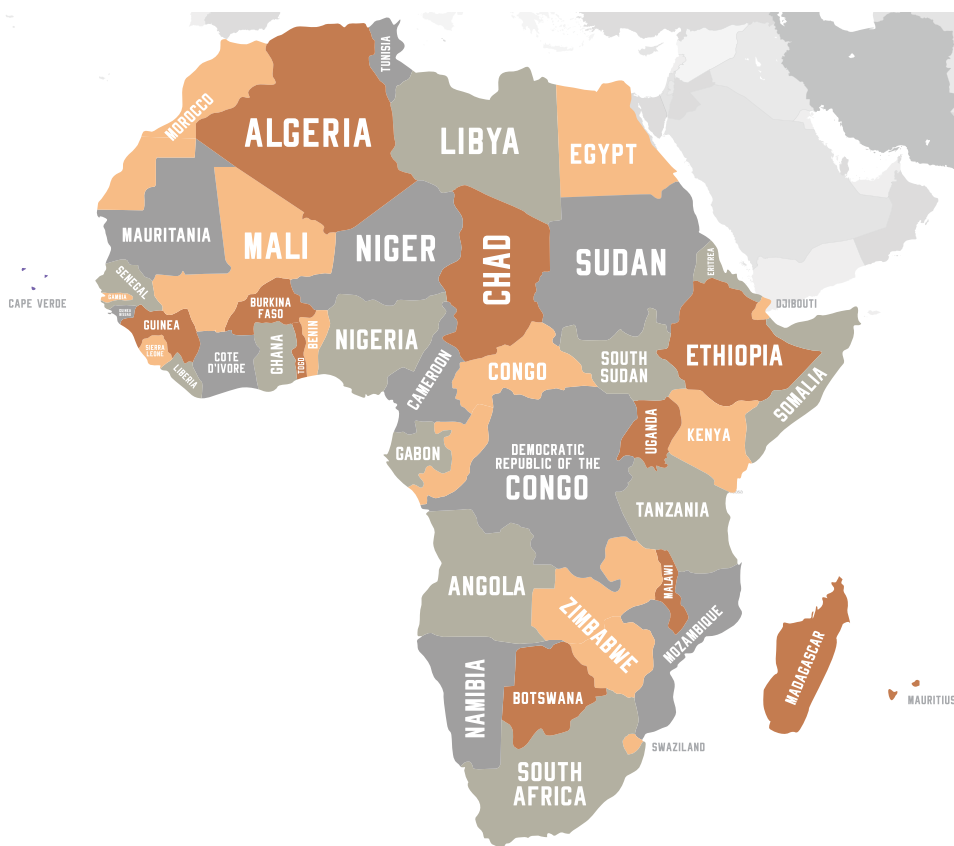 TUNISIA
MOROCCO
ALGERIA
LIBYA
EGYPT
MAURITANIA
MALI
NIGER
CHAD
SUDAN
ERITREA
SENEGAL
GAMBIA
GUINEA
BISSAU
CAPE VERDE
DJIBOUTI
GUINEA
BURKINA
FASO
BENIN
NIGERIA
SIERRA
LEONE
LIBERIA
COTE
D'IVORE
GHANA
TOGO
CAMEROON
CONGO
SOUTH
SUDAN
ETHIOPIA
SOMALIA
GABON
DEMOCRATIC
REPUBLIC OF THE
CONGO
UGANDA
KENYA
TANZANIA
ANGOLA
MALAWI
ZIMBABWE
MOZAMBIQUE
MADAGASCAR
NAMIBIA
BOTSWANA
MAURITIUS
SWAZILAND
SOUTH
AFRICA